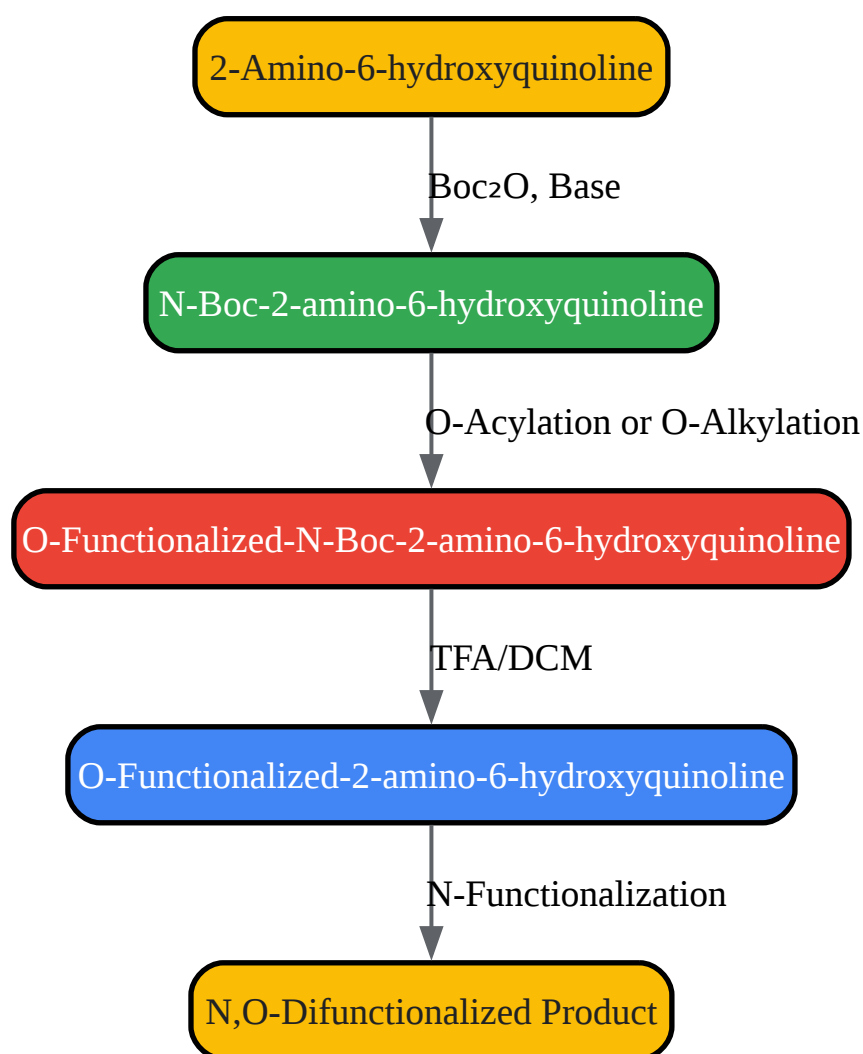 2-Amino-6-hydroxyquinoline
Boc₂O, Base
N-Boc-2-amino-6-hydroxyquinoline
O-Acylation or O-Alkylation
O-Functionalized-N-Boc-2-amino-6-hydroxyquinoline
TFA/DCM
O-Functionalized-2-amino-6-hydroxyquinoline
N-Functionalization
N,O-Difunctionalized Product